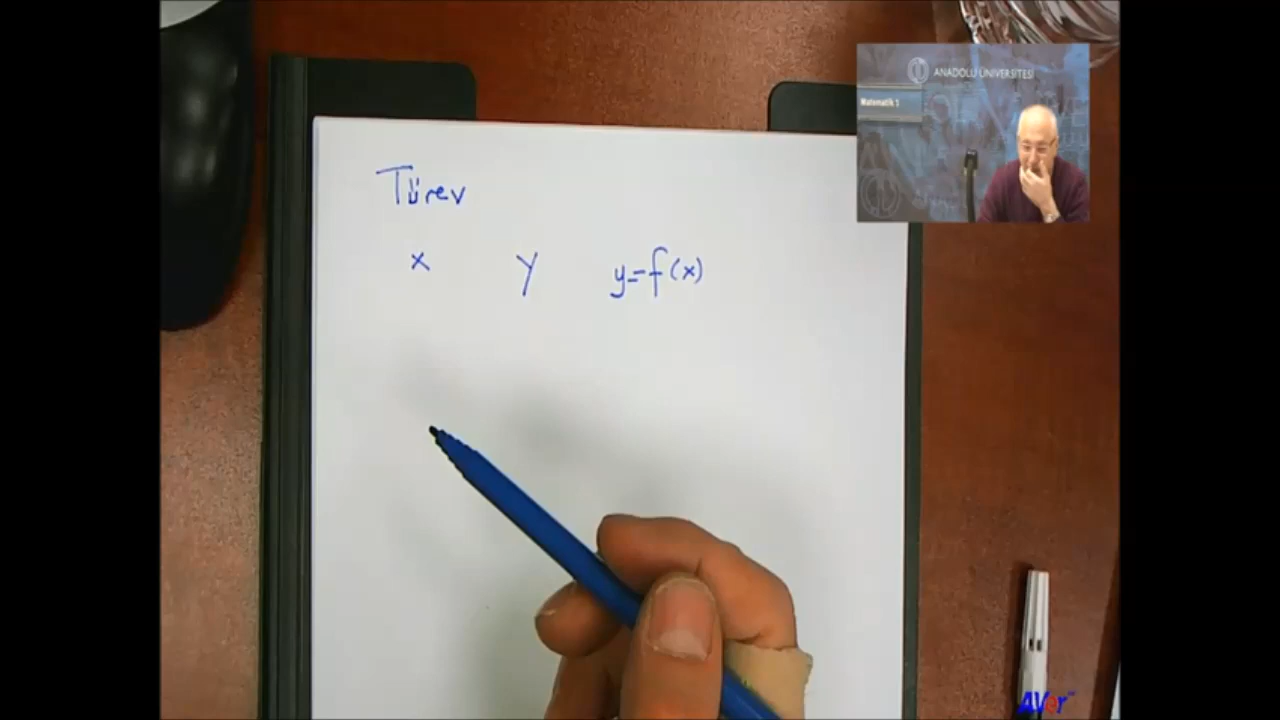 Türev
x y y=f(x)
ANADOLU ÜNİVERSİTESİ
Matematik 1
AVer